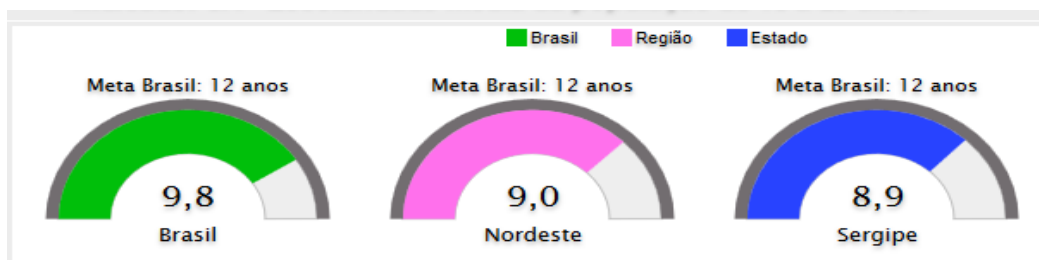 Brasil Região Estado
Meta Brasil: 12 anos Meta Brasil: 12 anos Meta Brasil: 12 anos
9,8 9,0 8,9
Brasil Nordeste Sergipe